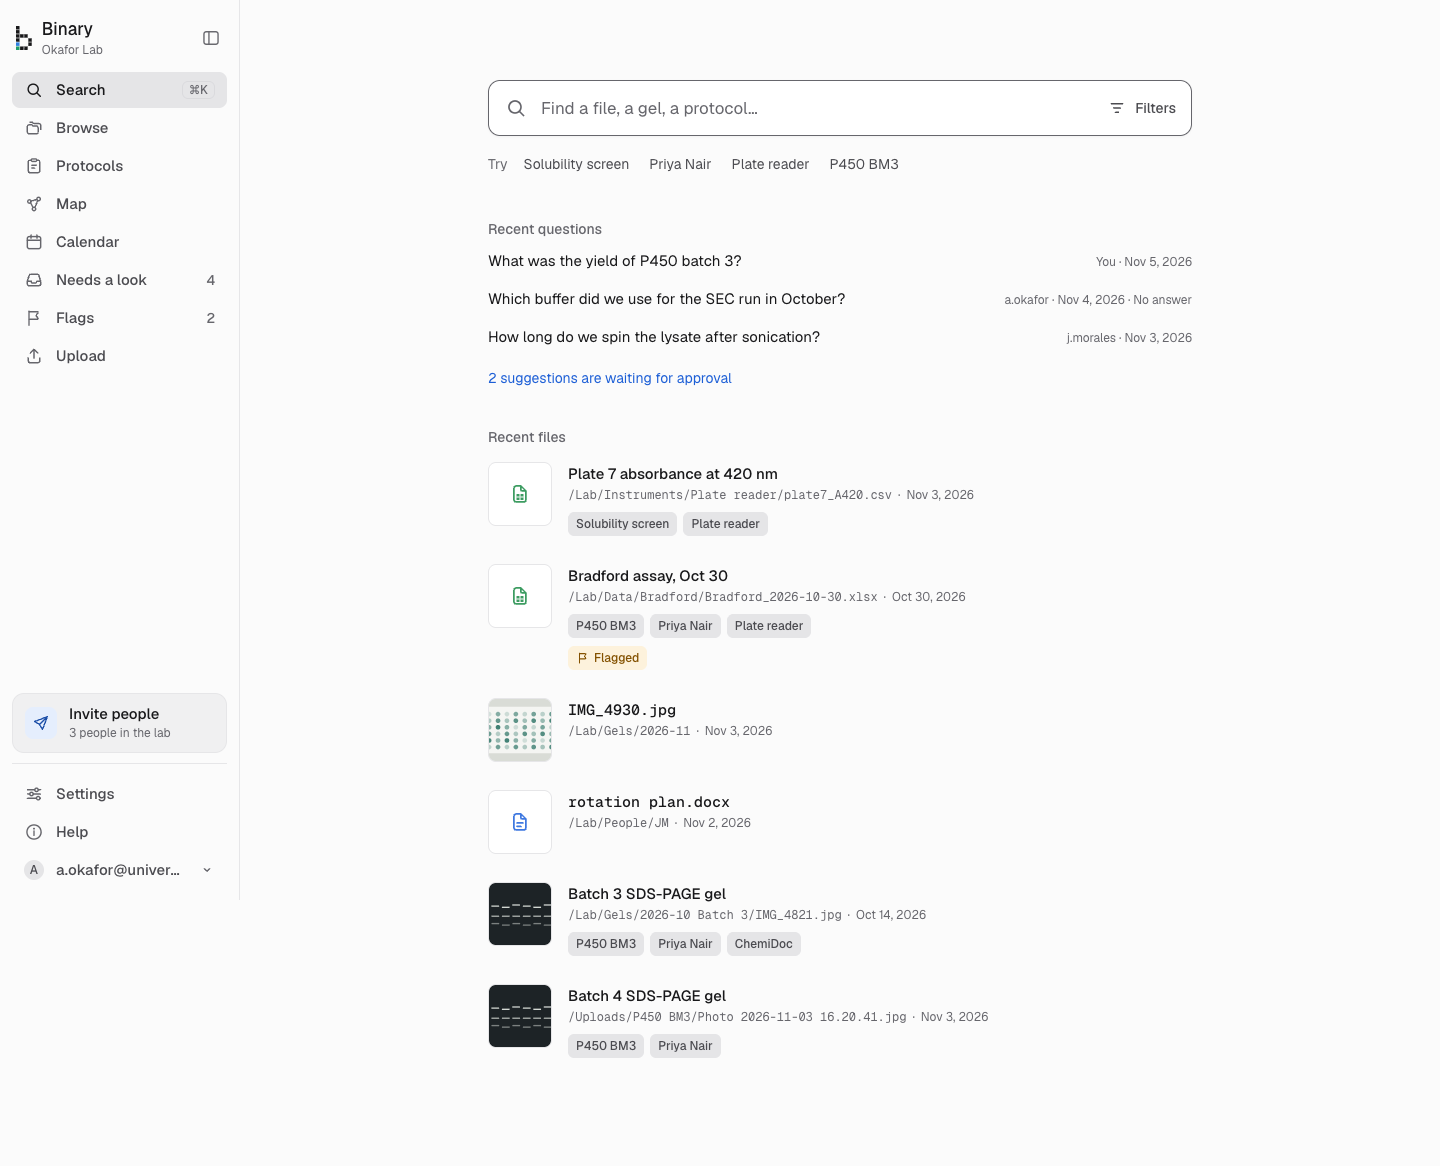 Binary
Okafor Lab
Search ⌘K
Browse
Protocols
Map
Calendar
Needs a look 4
Flags 2
Upload
Invite people
3 people in the lab
Settings
Help
A a.okafor@univer...
Find a file, a gel, a protocol... Filters
Try Solubility screen Priya Nair Plate reader P450 BM3
Recent questions
What was the yield of P450 batch 3? You · Nov 5, 2026
Which buffer did we use for the SEC run in October? a.okafor · Nov 4, 2026 · No answer
How long do we spin the lysate after sonication? j.morales · Nov 3, 2026
2 suggestions are waiting for approval
Recent files
Plate 7 absorbance at 420 nm
/Lab/Instruments/Plate reader/plate7_A420.csv · Nov 3, 2026
Solubility screen Plate reader
Bradford assay, Oct 30
/Lab/Data/Bradford/Bradford_2026-10-30.xlsx · Oct 30, 2026
P450 BM3 Priya Nair Plate reader
Flagged
IMG_4930.jpg
/Lab/Gels/2026-11 · Nov 3, 2026
rotation plan.docx
/Lab/People/JM · Nov 2, 2026
Batch 3 SDS-PAGE gel
/Lab/Gels/2026-10 Batch 3/IMG_4821.jpg · Oct 14, 2026
P450 BM3 Priya Nair ChemiDoc
Batch 4 SDS-PAGE gel
/Uploads/P450 BM3/Photo 2026-11-03 16.20.41.jpg · Nov 3, 2026
P450 BM3 Priya Nair